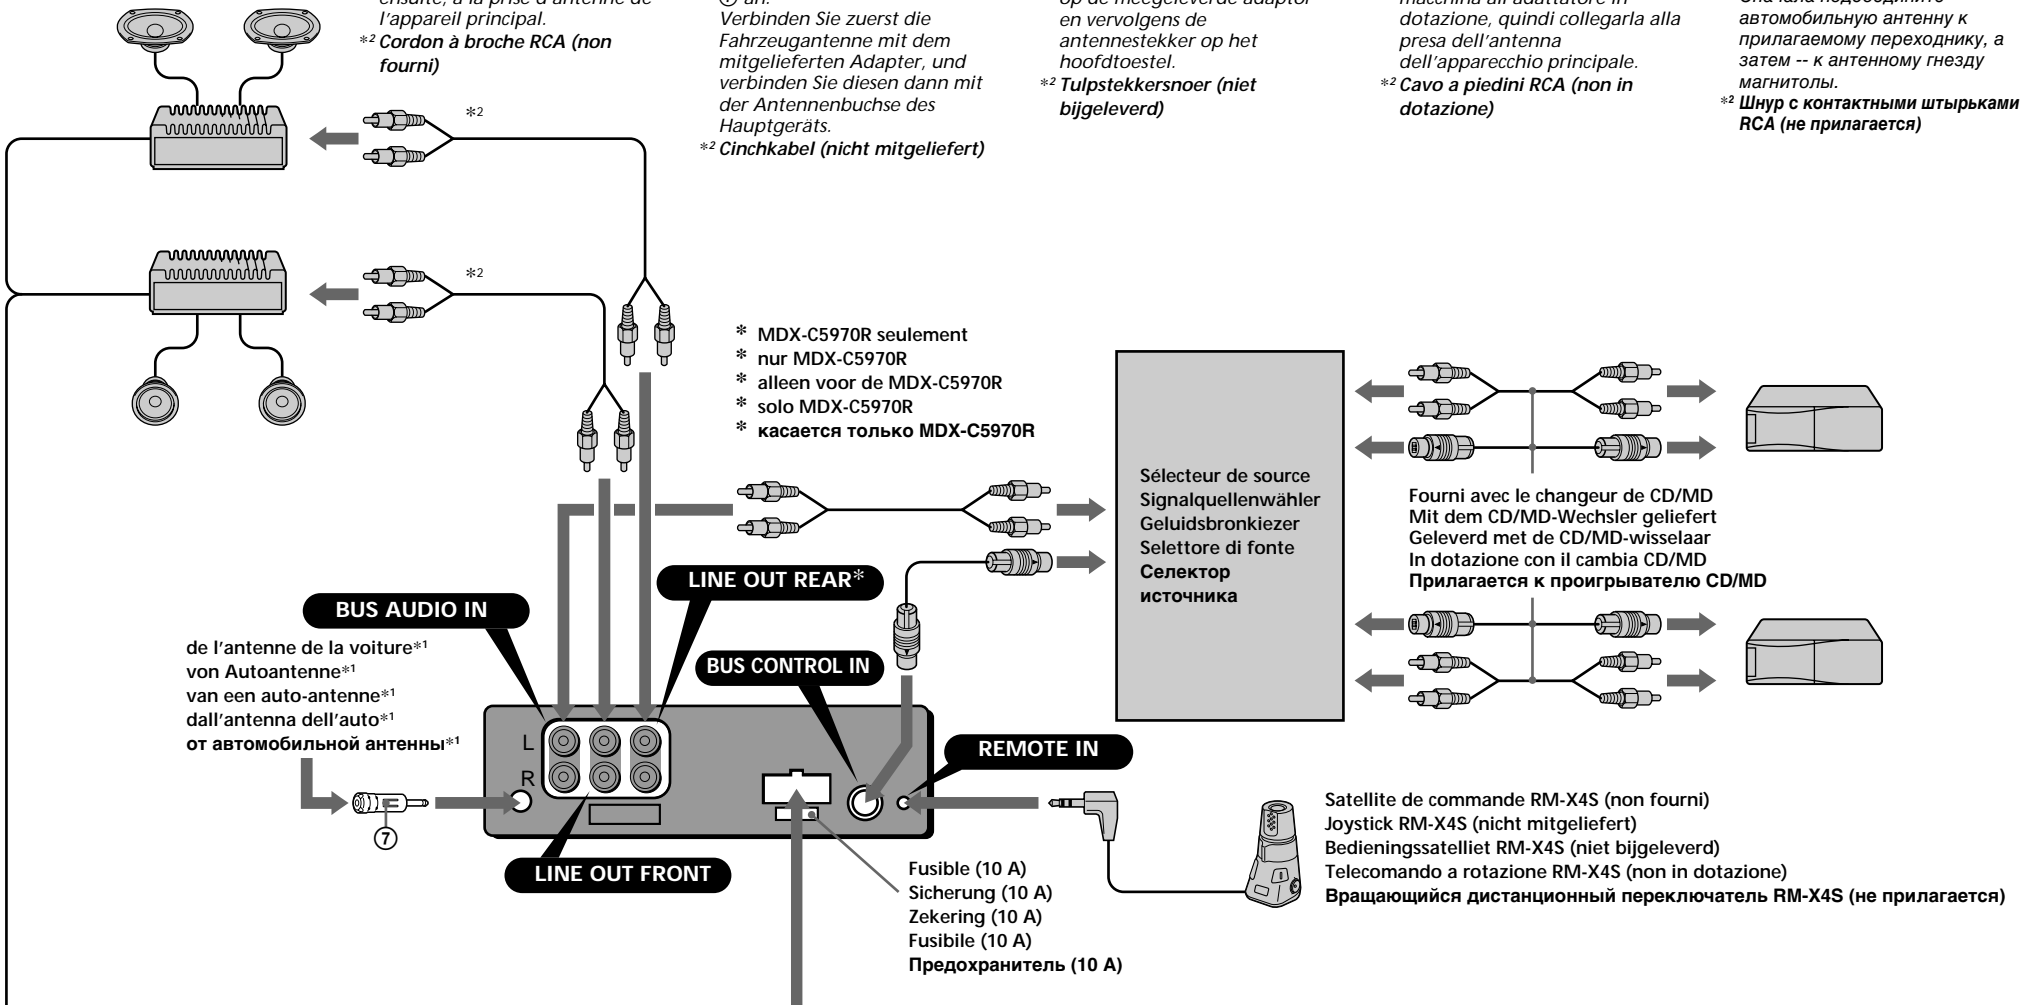 ensuite, à la prise d'antenne de
l'appareil principal.
*2 Cordon à broche RCA (non
fourni)
⑦ an.
Verbinden Sie zuerst die
Fahrzeugantenne mit dem
mitgelieferten Adapter, und
verbinden Sie diesen dann mit
der Antennenbuchse des
Hauptgeräts.
*2 Cinchkabel (nicht mitgeliefert)
op de meegeleverde adaptor
en vervolgens de
antennestekker op het
hoofdtoestel.
*2 Tulpstekkersnoer (niet
bijgeleverd)
macchina all'adattatore in
dotazione, quindi collegarla alla
presa dell'antenna
dell'apparecchio principale.
*2 Cavo a piedini RCA (non in
dotazione)
Сначала подсоедините
автомобильную антенну к
прилагаемому переходнику, а
затем -- к антенному гнезду
магнитолы.
*2 Шнур с контактными штырьками
RCA (не прилагается)
*2
*2
* MDX-C5970R seulement
* nur MDX-C5970R
* alleen voor de MDX-C5970R
* solo MDX-C5970R
* касается только MDX-C5970R
Sélecteur de source
Signalquellenwähler
Geluidsbronkiezer
Selettore di fonte
Селектор
источника
Fourni avec le changeur de CD/MD
Mit dem CD/MD-Wechsler geliefert
Geleverd met de CD/MD-wisselaar
In dotazione con il cambia CD/MD
Прилагается к проигрывателю CD/MD
LINE OUT REAR*
BUS AUDIO IN
BUS CONTROL IN
de l'antenne de la voiture*1
von Autoantenne*1
van een auto-antenne*1
dall'antenna dell'auto*1
от автомобильной антенны*1
L
R
REMOTE IN
⑦
LINE OUT FRONT
Fusible (10 A)
Sicherung (10 A)
Zekering (10 A)
Fusibile (10 A)
Предохранитель (10 A)
Satellite de commande RM-X4S (non fourni)
Joystick RM-X4S (nicht mitgeliefert)
Bedieningssatelliet RM-X4S (niet bijgeleverd)
Telecomando a rotazione RM-X4S (non in dotazione)
Вращающийся дистанционный переключатель RM-X4S (не прилагается)